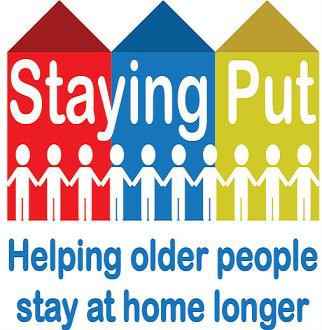 Staying Put
Helping older people
stay at home longer